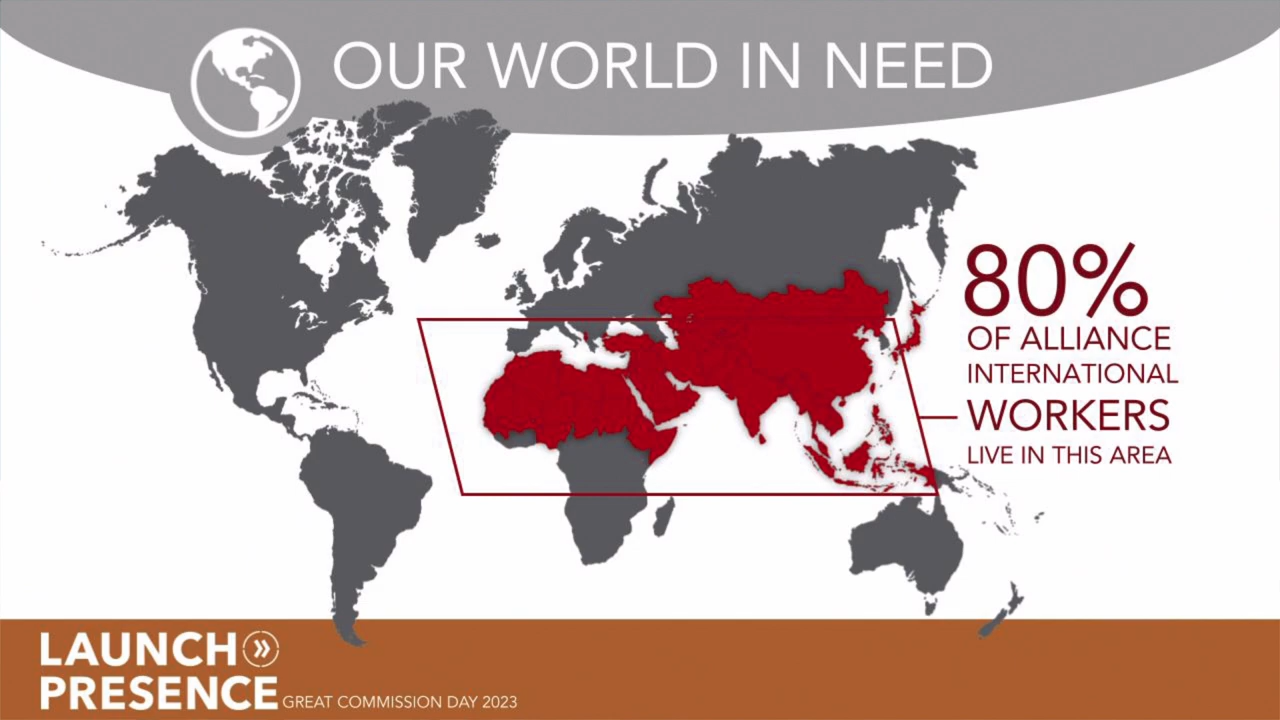 OUR WORLD IN NEED
80%
OF ALLIANCE
INTERNATIONAL
WORKERS
LIVE IN THIS AREA
LAUNCH
PRESENCE
GREAT COMMISSION DAY 2023